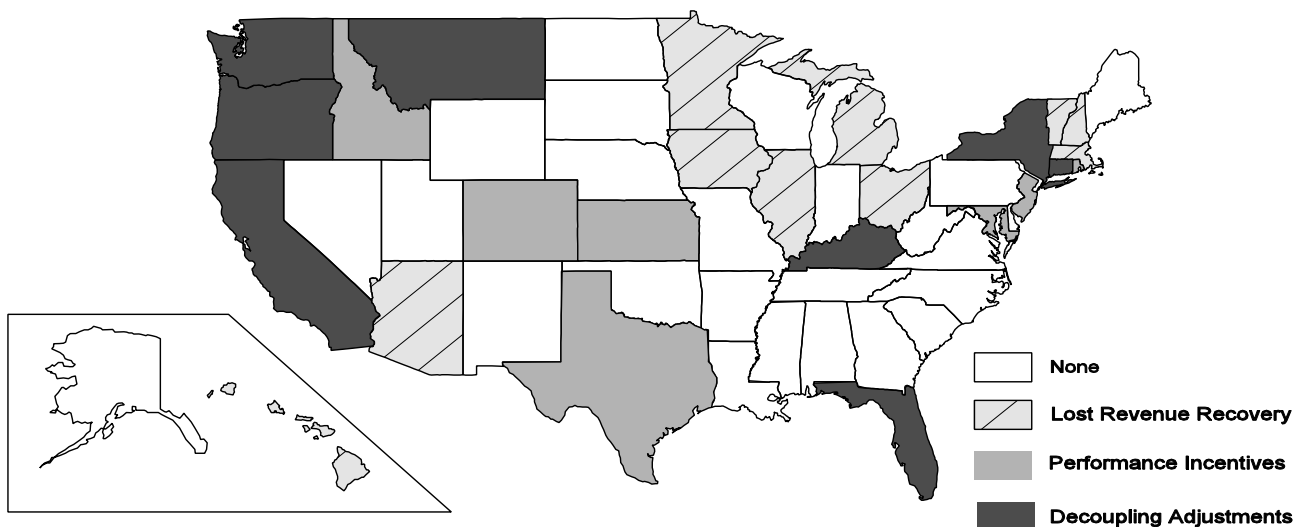 None
Lost Revenue Recovery
Performance Incentives
Decoupling Adjustments